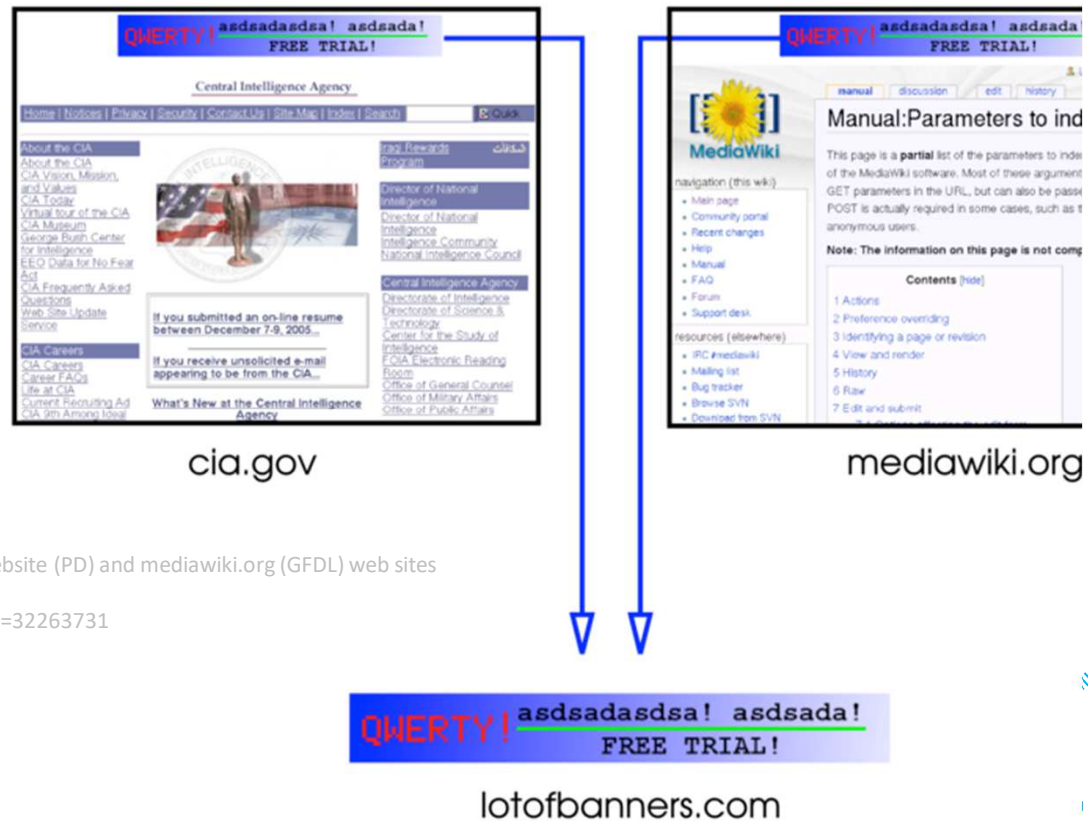 QWERTY! asdsadasdsa! asdsada!
FREE TRIAL!
Central Intelligence Agency
Home | Notices | Privacy | Security | Contact Us | Site Map | Index | Search
Quick
About the CIA
About the CIA
CIA Vision, Mission,
and Values
CIA Today
Virtual tour of the CIA
CIA Museum
George Bush Center
for Intelligence
EEO Data for No Fear
Act
CIA Frequently Asked
Questions
Web Site Update
Service
CIA Careers
CIA Careers
Career FAQs
Life at CIA
Current Recruiting Ad
CIA 9th Among Ideal
INTELLIGENCE
If you submitted an on-line resume
between December 7-9, 2005...
If you receive unsolicited e-mail
appearing to be from the CIA...
What's New at the Central Intelligence
Agency
Iraqi Rewards
Program
Director of National
Intelligence
Director of National
Intelligence
Intelligence Community
National Intelligence Council
Central Intelligence Agency
Directorate of Intelligence
Directorate of Science &
Technology
Center for the Study of
Intelligence
FOIA Electronic Reading
Room
Office of General Counsel
Office of Military Affairs
Office of Public Affairs
cia.gov
QWERTY! asdsadasdsa! asdsada!
FREE TRIAL!
MediaWiki
navigation (this wiki)
Main page
Community portal
Recent changes
Help
Manual
FAQ
Forum
Support desk
resources (elsewhere)
IRC #mediawiki
Mailing list
Bug tracker
Browse SVN
Download from SVN
manual discussion edit history
Manual:Parameters to ind
This page is a partial list of the parameters to inde
of the MediaWiki software. Most of these argument
GET parameters in the URL, but can also be passe
POST is actually required in some cases, such as t
anonymous users.
Note: The information on this page is not comp
Contents [hide]
1 Actions
2 Preference overriding
3 Identifying a page or revision
4 View and render
5 History
6 Raw
7 Edit and submit
mediawiki.org
ebsite (PD) and mediawiki.org (GFDL) web sites
=32263731
QWERTY! asdsadasdsa! asdsada!
FREE TRIAL!
lotofbanners.com